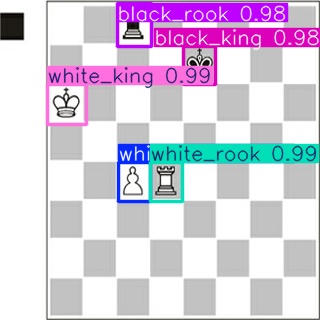 black_rook 0.98
black_king 0.98
white_king 0.99
whi
white_rook 0.99